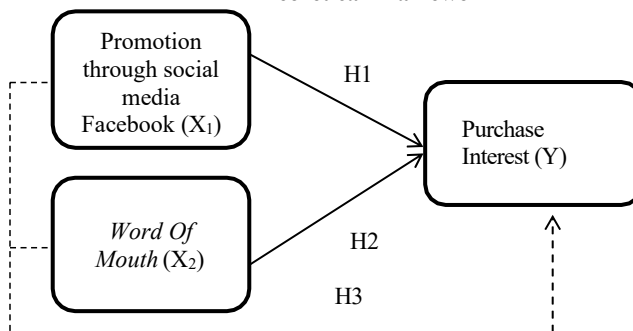 Promotion
through social
media
Facebook (X₁)
H1
Purchase
Interest (Y)
Word Of
Mouth (X₂)
H2
H3